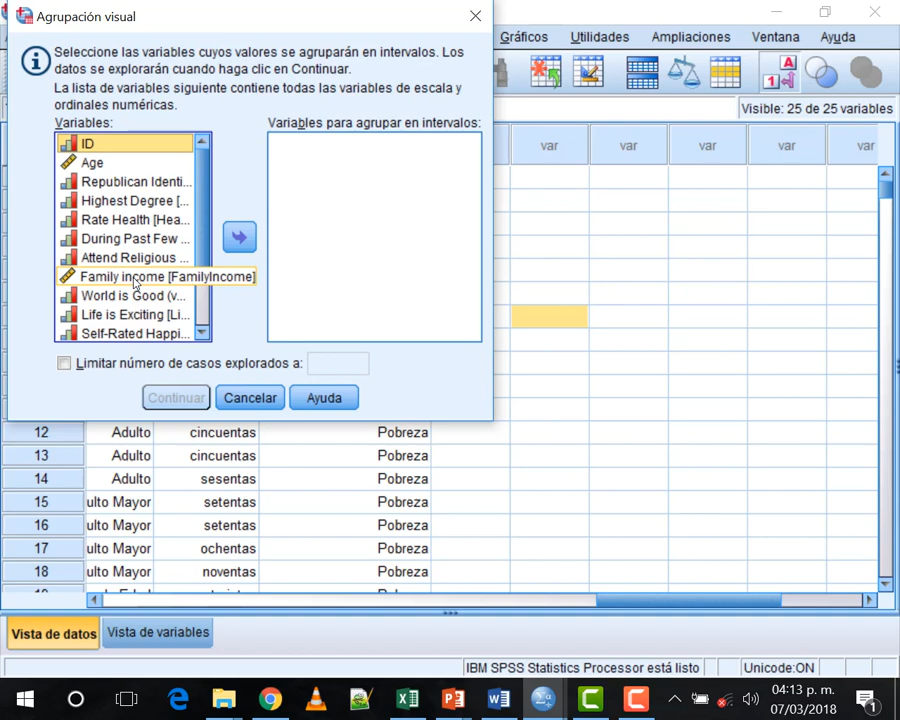 Agrupación visual
Gráficos Utilidades Ampliaciones Ventana Ayuda
Seleccione las variables cuyos valores se agruparán en intervalos. Los
datos se explorarán cuando haga clic en Continuar.
La lista de variables siguiente contiene todas las variables de escala y
ordinales numéricas.
Visible: 25 de 25 variables
Variables:
Variables para agrupar en intervalos:
ID
Age
Republican Identi...
Highest Degree [...
Rate Health [Hea...
During Past Few ...
Attend Religious ...
Family income [FamilyIncome]
World is Good (v...
Life is Exciting [Li...
Self-Rated Happi...
var var var var var
Limitar número de casos explorados a:
Continuar Cancelar Ayuda
12 Adulto cincuentas Pobreza
13 Adulto cincuentas Pobreza
14 Adulto sesentas Pobreza
15 ulto Mayor setentas Pobreza
16 ulto Mayor setentas Pobreza
17 ulto Mayor ochentas Pobreza
18 ulto Mayor noventas Pobreza
Vista de datos Vista de variables
IBM SPSS Statistics Processor está listo Unicode:ON
04:13 p. m.
07/03/2018